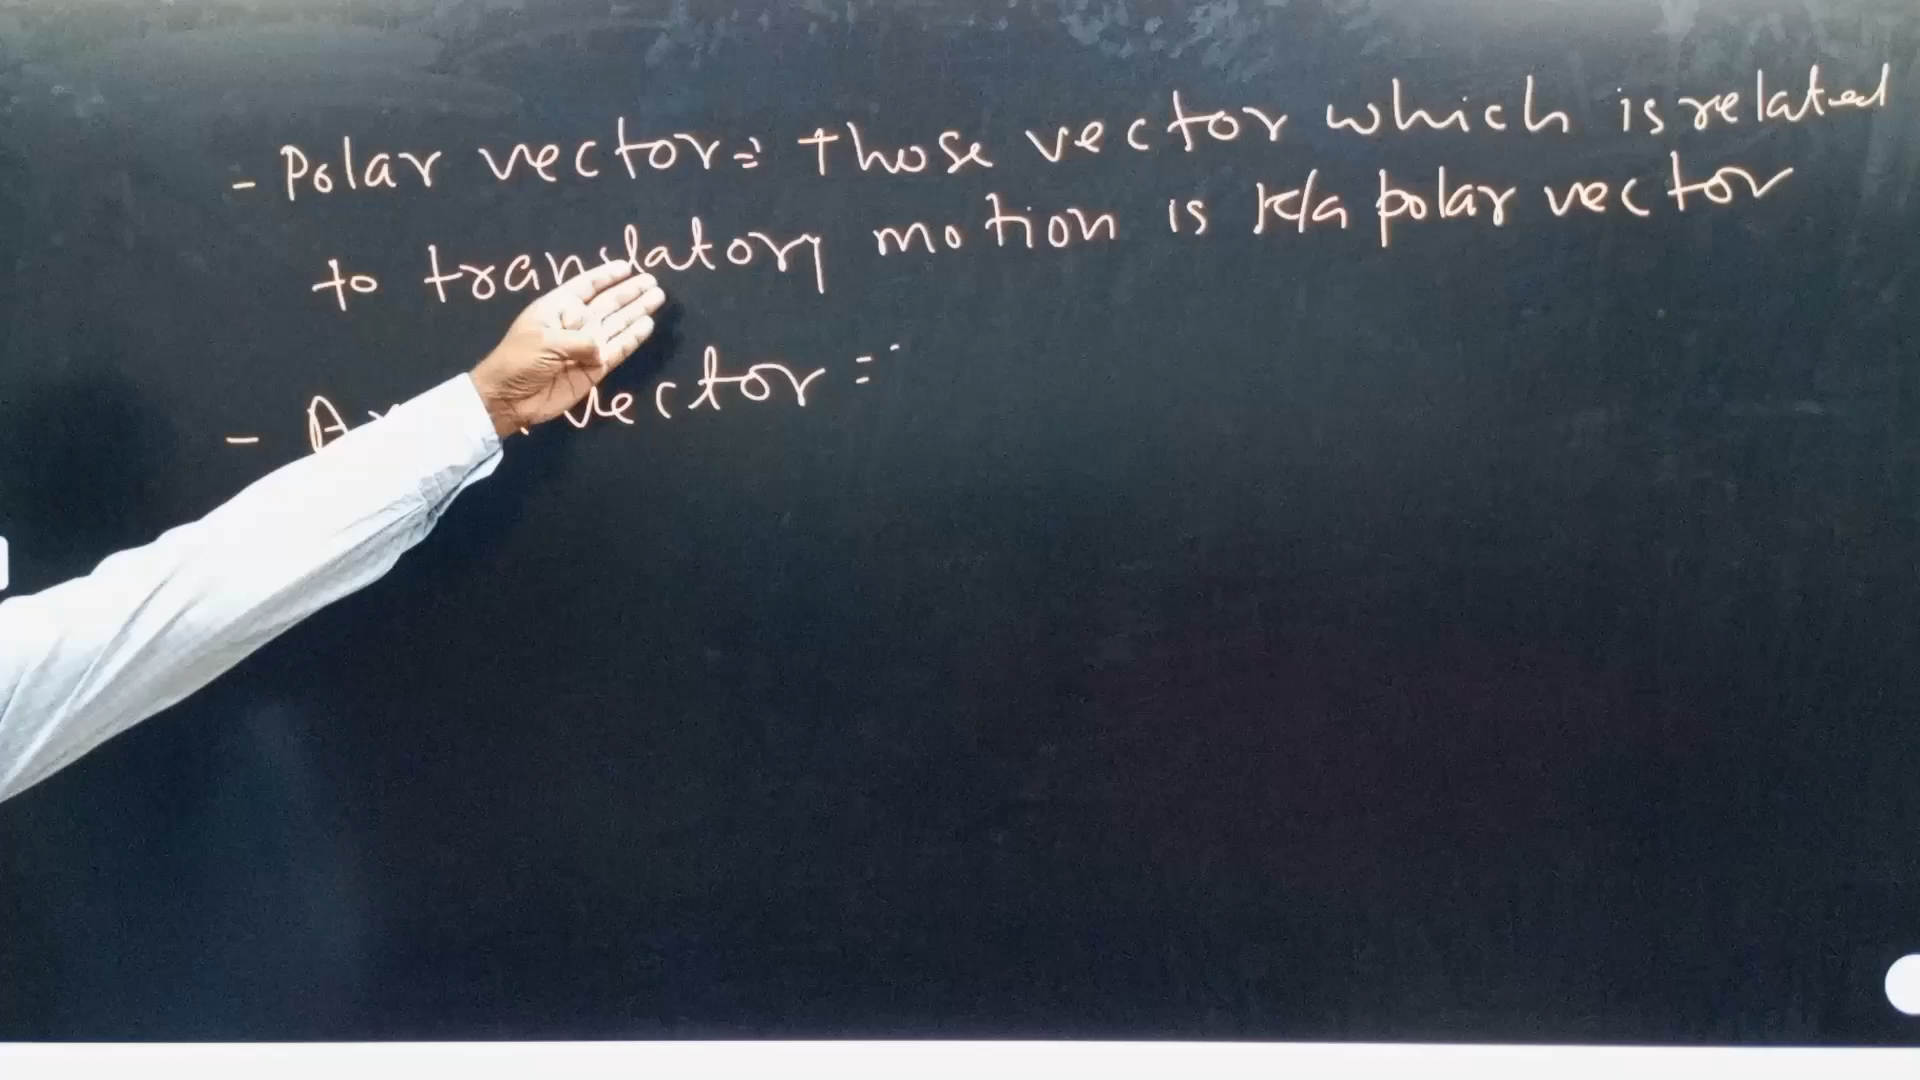 - Polar vector = those vector which is related
to translatory motion is k/a polar vector
- vector =